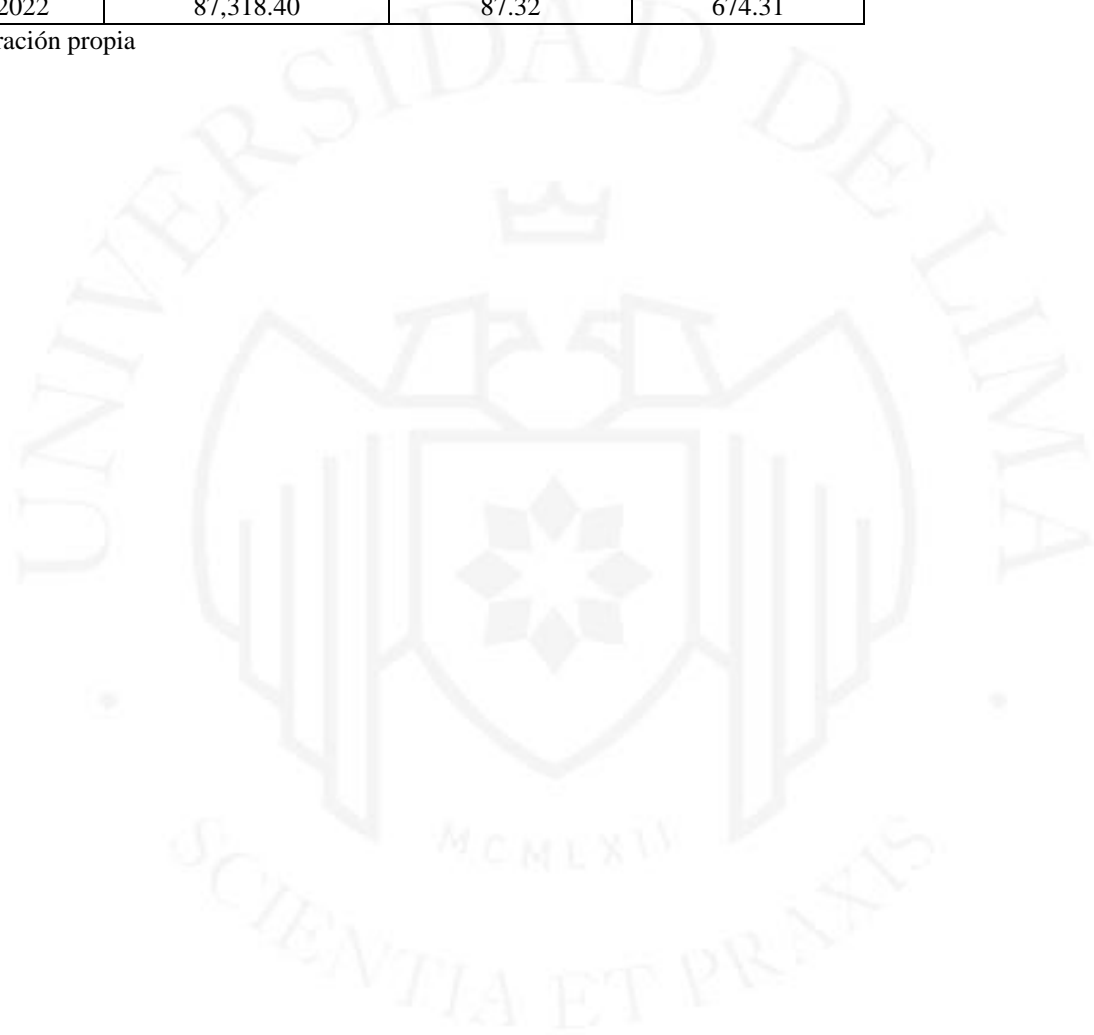 2022 87,318.40 87.32 674.31
ración propia
UNIVERSIDAD DE LIMA
MCMLXII
SCIENTIA ET PRAXIS